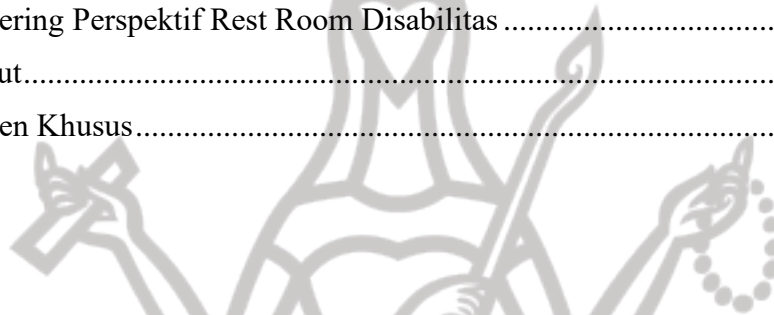 ering Perspektif Rest Room Disabilitas ..................................
ut...............................................................................................
en Khusus.................................................................................